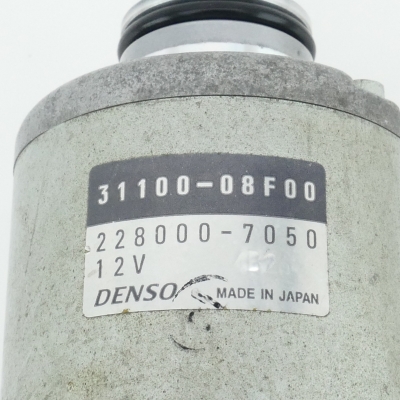 31100-08F00
228000-7050
12V
DENSO MADE IN JAPAN